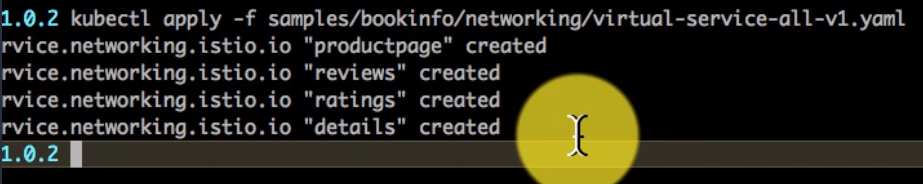 1.0.2 kubectl apply -f samples/bookinfo/networking/virtual-service-all-v1.yaml
rvice.networking.istio.io "productpage" created
rvice.networking.istio.io "reviews" created
rvice.networking.istio.io "ratings" created
rvice.networking.istio.io "details" created
1.0.2